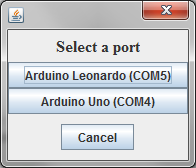 Select a port
Arduino Leonardo (COM5)
Arduino Uno (COM4)
Cancel